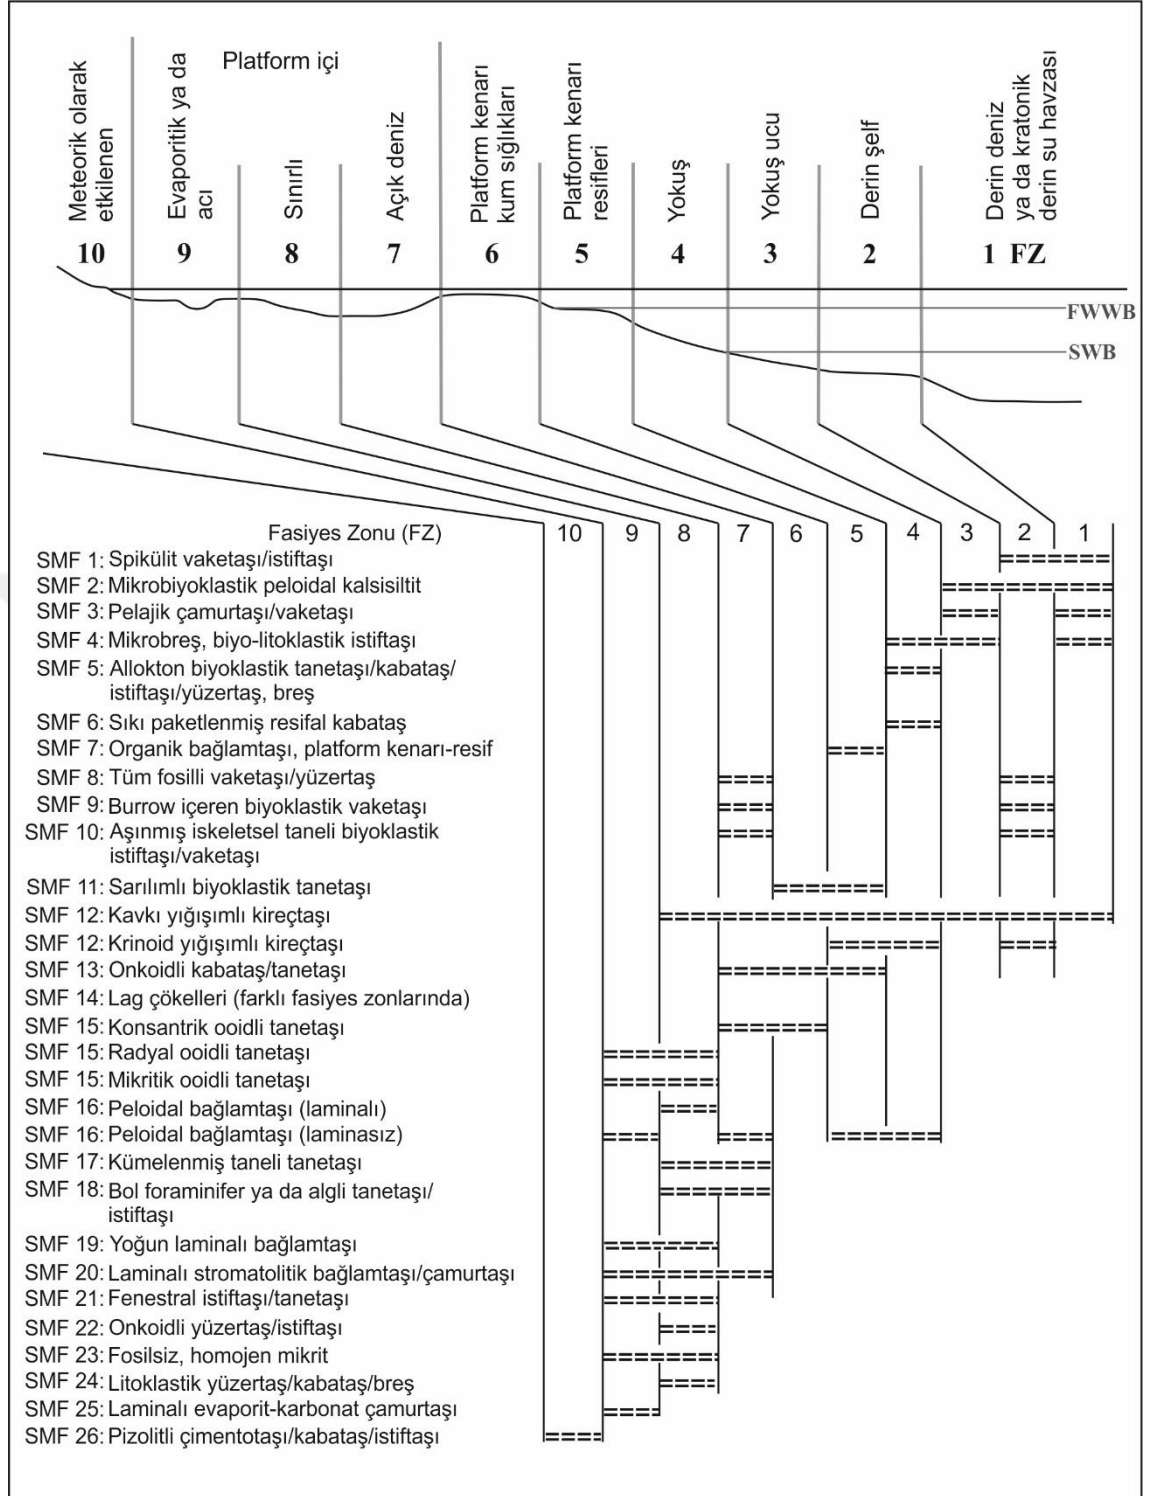 Platform içi
Meteorik olarak
etkilenen
Evaporitik ya da
acı
Sınırlı
Açık deniz
Platform kenarı
kum sığlıkları
Platform kenarı
resifleri
Yokuş
Yokuş ucu
Derin şelf
Derin deniz
ya da kratonik
derin su havzası
10 9 8 7 6 5 4 3 2 1 FZ
FWWB
SWB
Fasiyes Zonu (FZ) 10 9 8 7 6 5 4 3 2 1
SMF 1: Spikülit vaketaşı/istiftaşı
SMF 2: Mikrobiyoklastik peloidal kalsisiltit
SMF 3: Pelajik çamurtaşı/vaketaşı
SMF 4: Mikrobreş, biyo-litoklastik istiftaşı
SMF 5: Allokton biyoklastik tanetaşı/kabataş/
istiftaşı/yüzertaş, breş
SMF 6: Sıkı paketlenmiş resifal kabataş
SMF 7: Organik bağlamtaşı, platform kenarı-resif
SMF 8: Tüm fosilli vaketaşı/yüzertaş
SMF 9: Burrow içeren biyoklastik vaketaşı
SMF 10: Aşınmış iskeletsel taneli biyoklastik
istiftaşı/vaketaşı
SMF 11: Sarılımlı biyoklastik tanetaşı
SMF 12: Kavkı yığışımlı kireçtaşı
SMF 12: Krinoid yığışımlı kireçtaşı
SMF 13: Onkoidli kabataş/tanetaşı
SMF 14: Lag çökelleri (farklı fasiyes zonlarında)
SMF 15: Konsantrik ooidli tanetaşı
SMF 15: Radyal ooidli tanetaşı
SMF 15: Mikritik ooidli tanetaşı
SMF 16: Peloidal bağlamtaşı (laminalı)
SMF 16: Peloidal bağlamtaşı (laminasız)
SMF 17: Kümelenmiş taneli tanetaşı
SMF 18: Bol foraminifer ya da algli tanetaşı/
istiftaşı
SMF 19: Yoğun laminalı bağlamtaşı
SMF 20: Laminalı stromatolitik bağlamtaşı/çamurtaşı
SMF 21: Fenestral istiftaşı/tanetaşı
SMF 22: Onkoidli yüzertaş/istiftaşı
SMF 23: Fosilsiz, homojen mikrit
SMF 24: Litoklastik yüzertaş/kabataş/breş
SMF 25: Laminalı evaporit-karbonat çamurtaşı
SMF 26: Pizolitli çimentotaşı/kabataş/istiftaşı